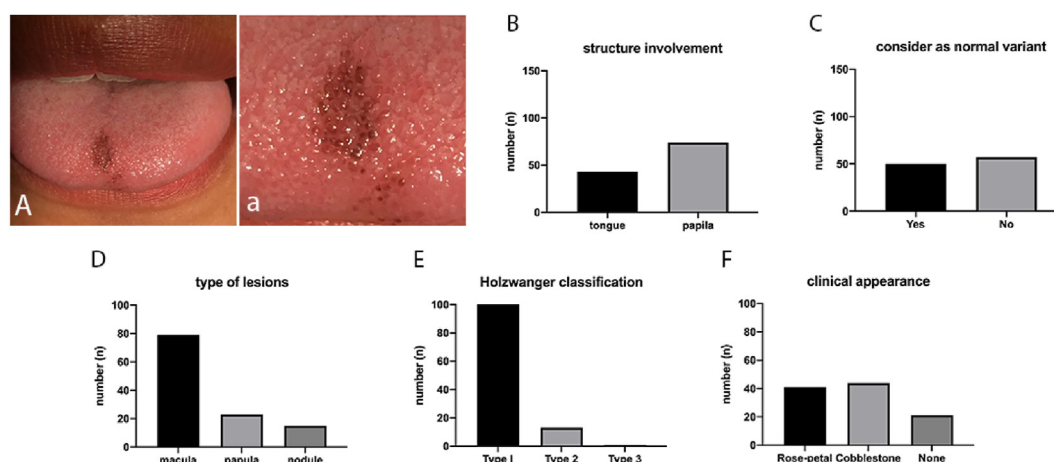 A
a
B
structure involvement
number (n)
150
100
50
0
tongue papila
C
consider as normal variant
number (n)
150
100
50
0
Yes No
D
type of lesions
number (n)
100
80
60
40
20
0
macula papula nodule
E
Holzwanger classification
number (n)
100
80
60
40
20
0
Type I Type 2 Type 3
F
clinical appearance
number (n)
100
80
60
40
20
0
Rose-petal Cobblestone None